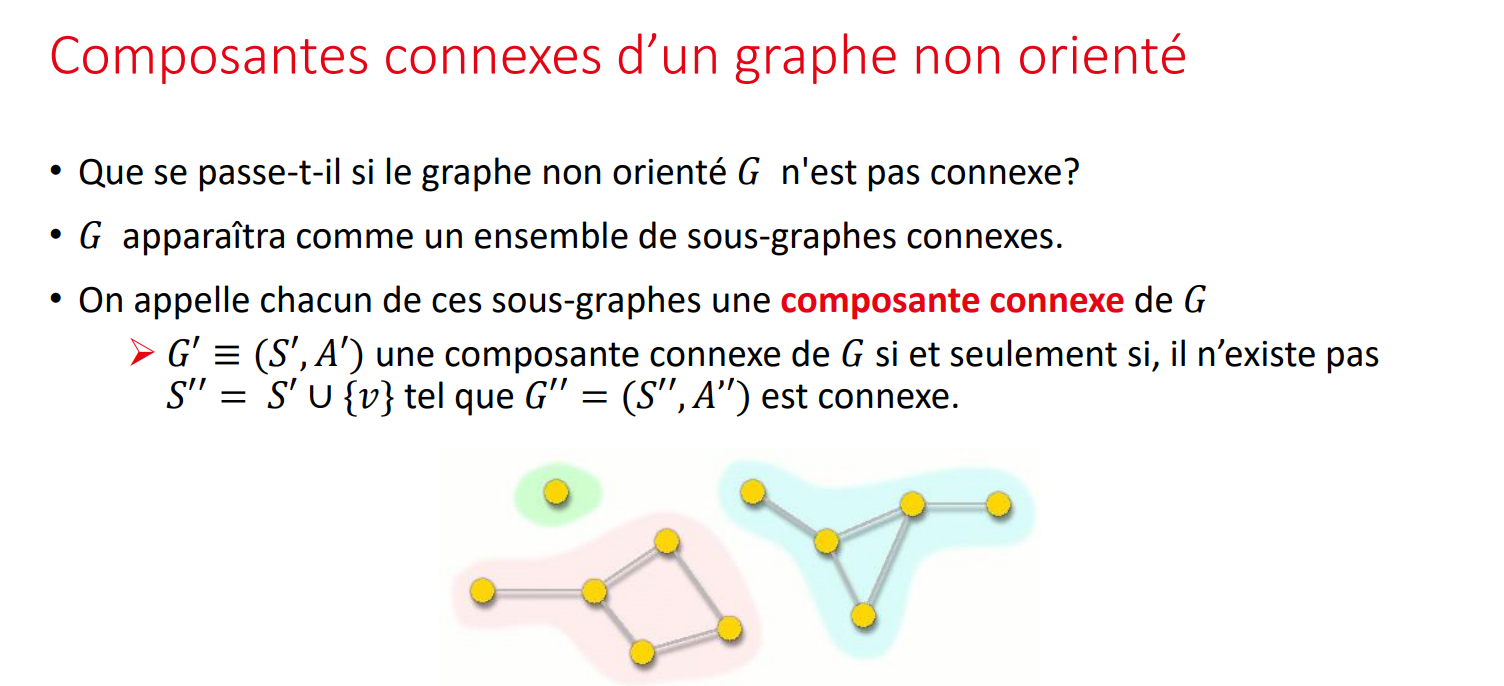 Composantes connexes d’un graphe non orienté
• Que se passe-t-il si le graphe non orienté 𝐺 n'est pas connexe?
• 𝐺 apparaîtra comme un ensemble de sous-graphes connexes.
• On appelle chacun de ces sous-graphes une composante connexe de 𝐺
➢ 𝐺′ ≡ (𝑆′, 𝐴′) une composante connexe de 𝐺 si et seulement si, il n’existe pas
𝑆′′ = 𝑆′ ∪ {𝑣} tel que 𝐺′′ = (𝑆′′, 𝐴’’) est connexe.